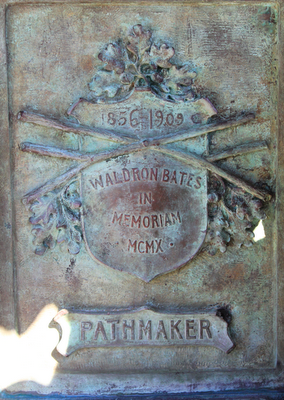 1856-1909
WALDRON BATES
IN
MEMORIAM
MCMX
PATHMAKER